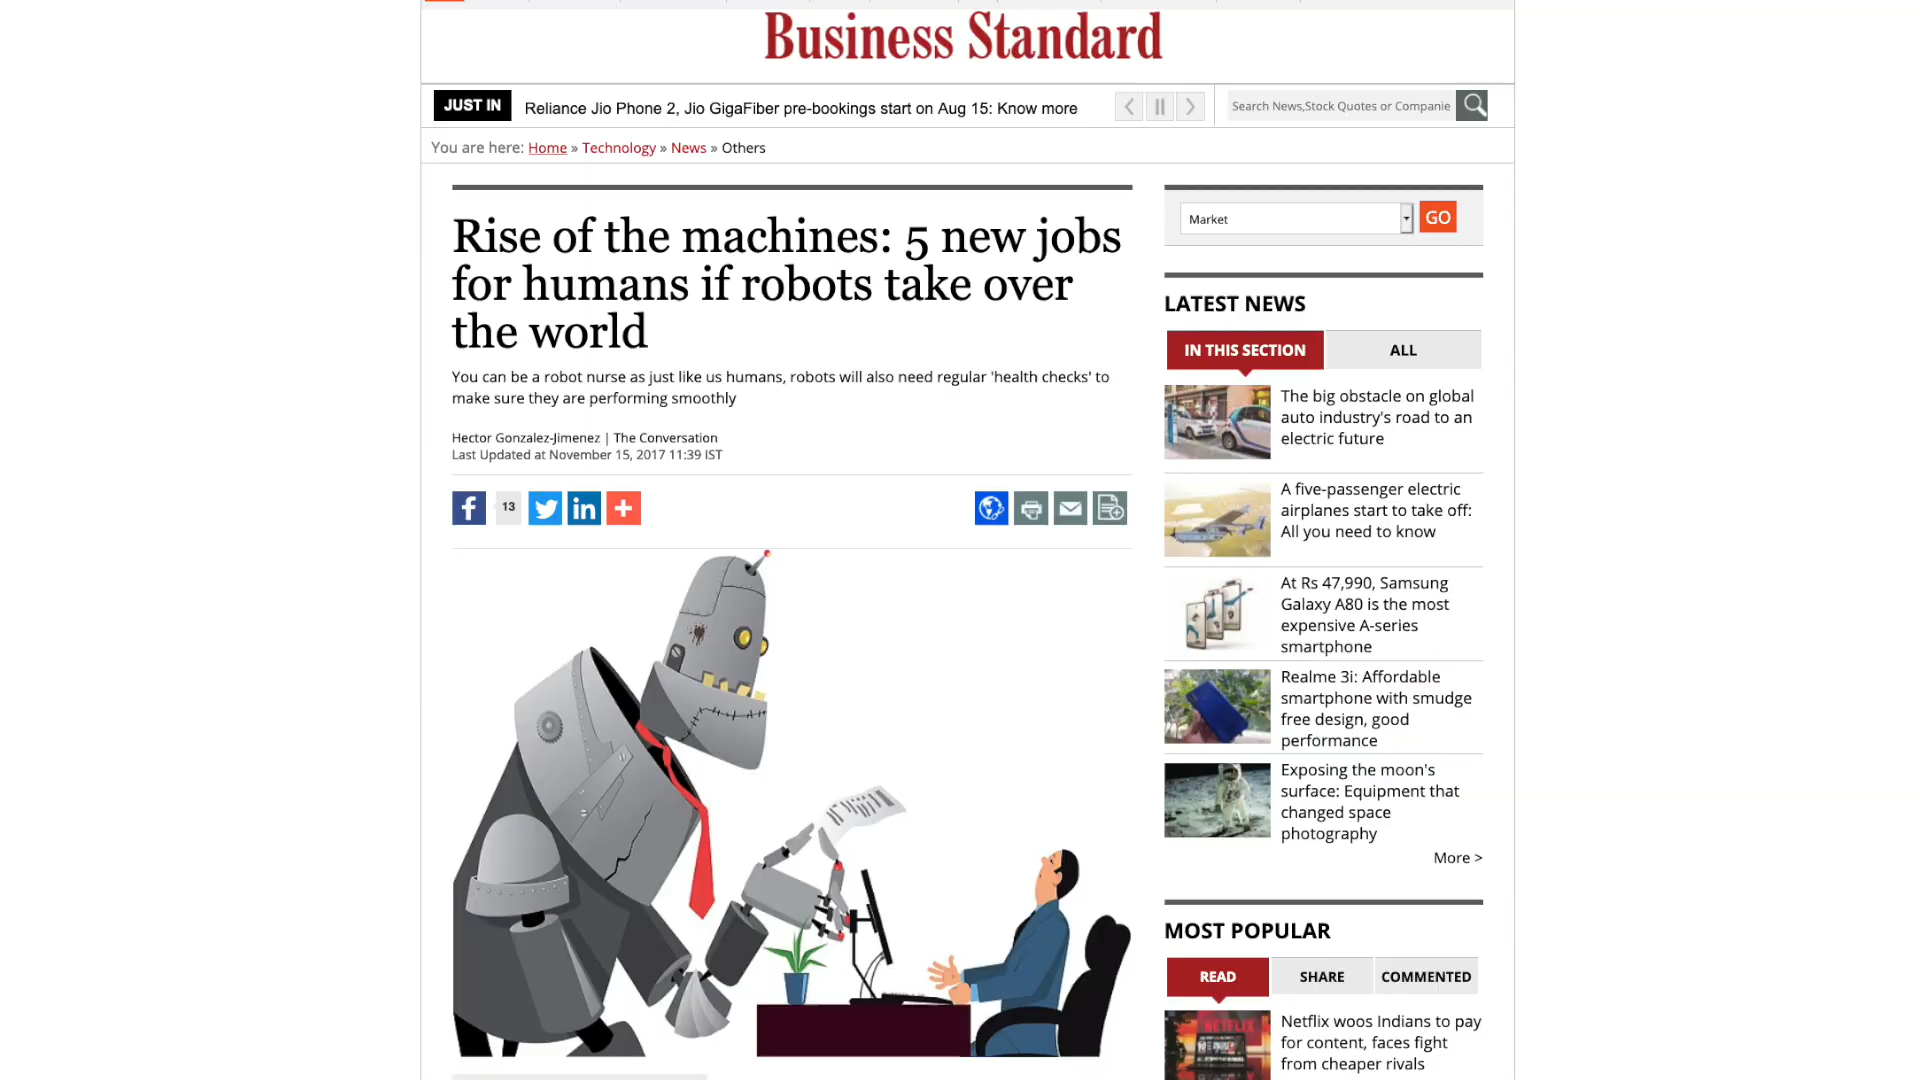 Business Standard
JUST IN
Reliance Jio Phone 2, Jio GigaFiber pre-bookings start on Aug 15: Know more
Search News,Stock Quotes or Companie
You are here: Home » Technology » News » Others
Rise of the machines: 5 new jobs
for humans if robots take over
the world
You can be a robot nurse as just like us humans, robots will also need regular 'health checks' to
make sure they are performing smoothly
Hector Gonzalez-Jimenez | The Conversation
Last Updated at November 15, 2017 11:39 IST
13
Market
GO
LATEST NEWS
IN THIS SECTION
ALL
The big obstacle on global
auto industry's road to an
electric future
A five-passenger electric
airplanes start to take off:
All you need to know
At Rs 47,990, Samsung
Galaxy A80 is the most
expensive A-series
smartphone
Realme 3i: Affordable
smartphone with smudge
free design, good
performance
Exposing the moon's
surface: Equipment that
changed space
photography
More >
MOST POPULAR
READ
SHARE
COMMENTED
NETFLIX
Netflix woos Indians to pay
for content, faces fight
from cheaper rivals